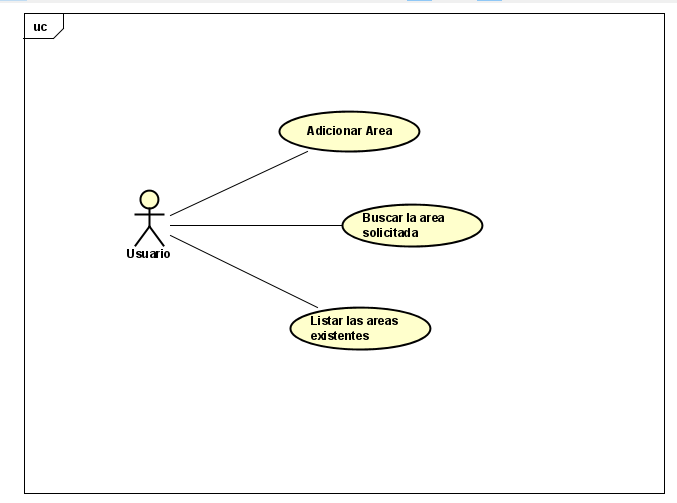 uc
Adicionar Area
Buscar la area
solicitada
Usuario
Listar las areas
existentes